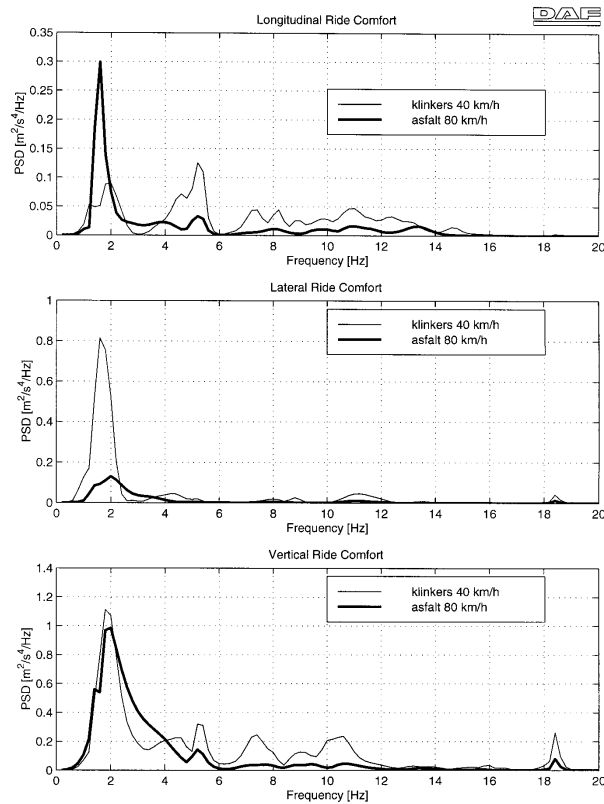 DAF
Longitudinal Ride Comfort
0.35
0.3
0.25
0.2
0.15
0.1
0.05
0
PSD [m²/s⁴/Hz]
klinkers 40 km/h
asfalt 80 km/h
0 2 4 6 8 10 12 14 16 18 20
Frequency [Hz]
Lateral Ride Comfort
1
0.8
0.6
0.4
0.2
0
PSD [m²/s⁴/Hz]
klinkers 40 km/h
asfalt 80 km/h
0 2 4 6 8 10 12 14 16 18 20
Frequency [Hz]
Vertical Ride Comfort
1.4
1.2
1
0.8
0.6
0.4
0.2
0
PSD [m²/s⁴/Hz]
klinkers 40 km/h
asfalt 80 km/h
0 2 4 6 8 10 12 14 16 18 20
Frequency [Hz]